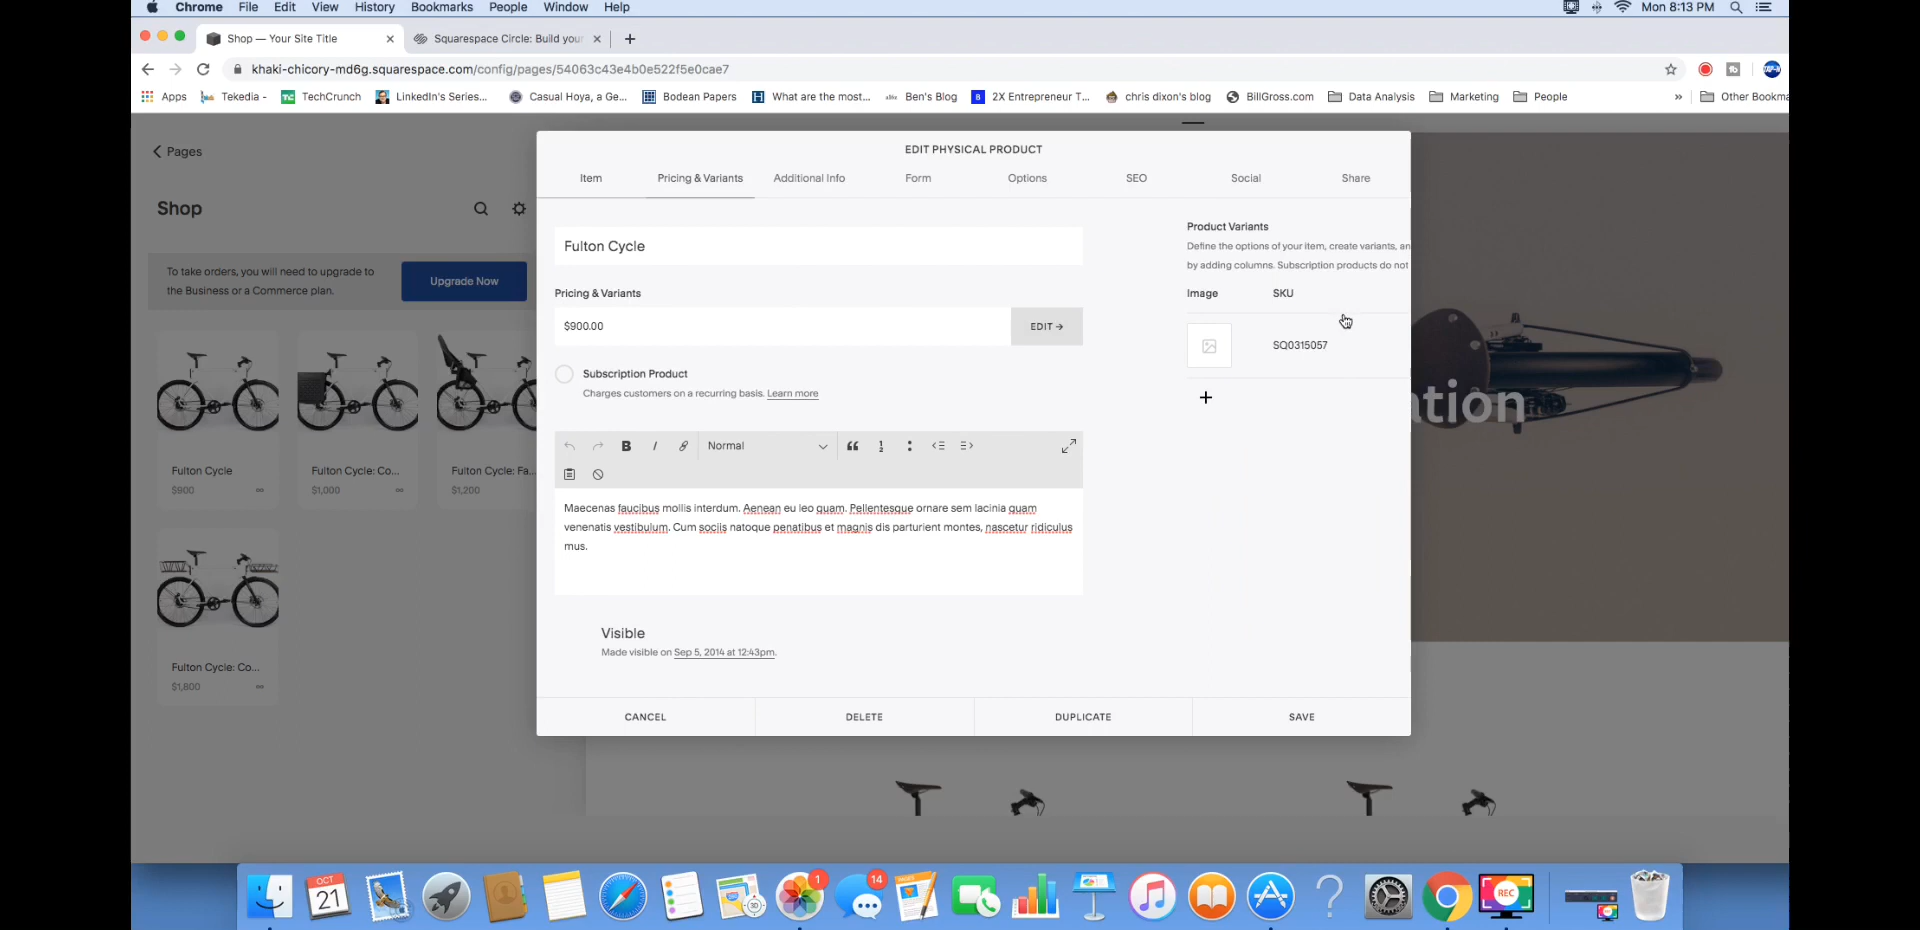 Chrome File Edit View History Bookmarks People Window Help
Mon 8:13 PM
Shop — Your Site Title
Squarespace Circle: Build your
khaki-chicory-md6g.squarespace.com/config/pages/54063c43e4b0e522f5e0cae7
Apps Tekedia - TechCrunch LinkedIn's Series... Casual Hoya, a Ge... Bodean Papers What are the most... Ben's Blog 2X Entrepreneur T... chris dixon's blog BillGross.com Data Analysis Marketing People » Other Bookma
Pages
Shop
To take orders, you will need to upgrade to
the Business or a Commerce plan.
Upgrade Now
Fulton Cycle
$900
Fulton Cycle: Co...
$1,000
Fulton Cycle: Fa...
$1,200
Fulton Cycle: Co...
$1,800
EDIT PHYSICAL PRODUCT
Item Pricing & Variants Additional Info Form Options SEO Social Share
Fulton Cycle
Pricing & Variants
$900.00
EDIT →
Subscription Product
Charges customers on a recurring basis. Learn more
B I Normal
Maecenas faucibus mollis interdum. Aenean eu leo quam. Pellentesque ornare sem lacinia quam
venenatis vestibulum. Cum sociis natoque penatibus et magnis dis parturient montes, nascetur ridiculus
mus.
Visible
Made visible on Sep 5, 2014 at 12:43pm.
Product Variants
Define the options of your item, create variants, an
by adding columns. Subscription products do not
Image SKU
SQ0315057
CANCEL DELETE DUPLICATE SAVE
ation
OCT
21
3D
1
14
PAGES
REC